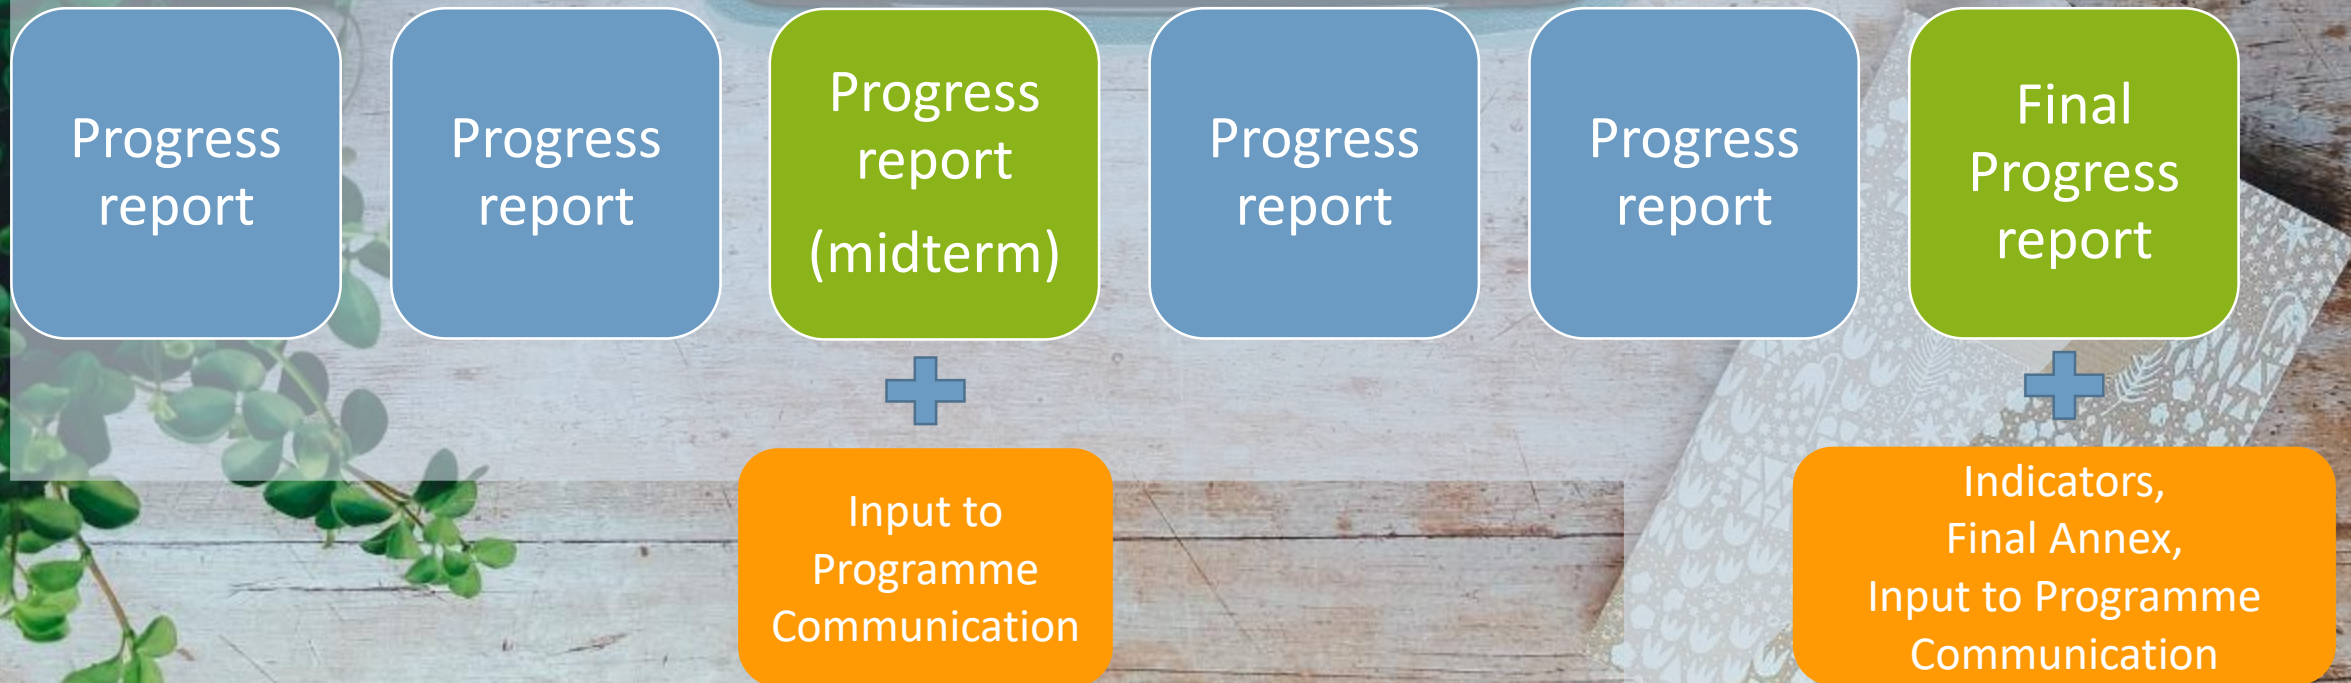 Progress
report
Progress
report
Progress
report
(midterm)
Progress
report
Progress
report
Final
Progress
report
Input to
Programme
Communication
Indicators,
Final Annex,
Input to Programme
Communication